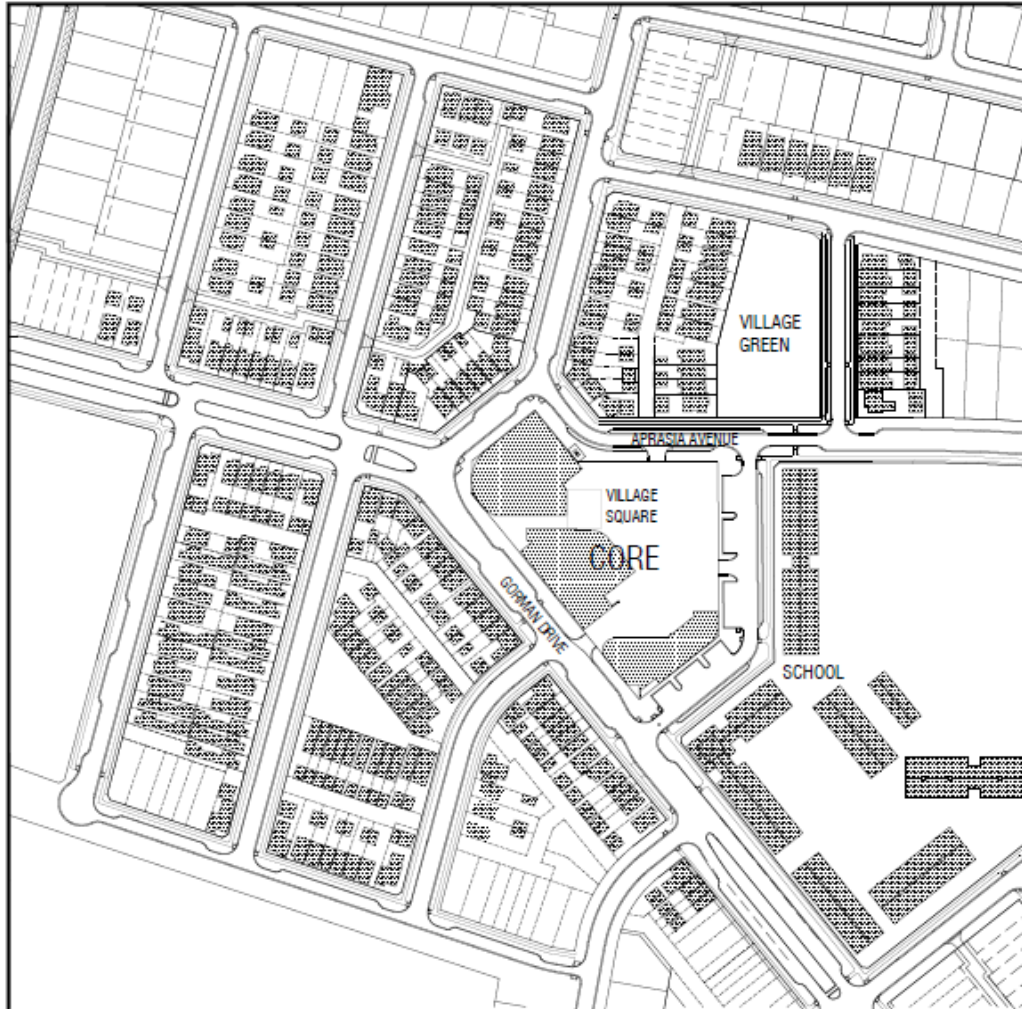 VILLAGE
GREEN
APRASIA AVENUE
VILLAGE
SQUARE
CORE
GORMAN DRIVE
SCHOOL